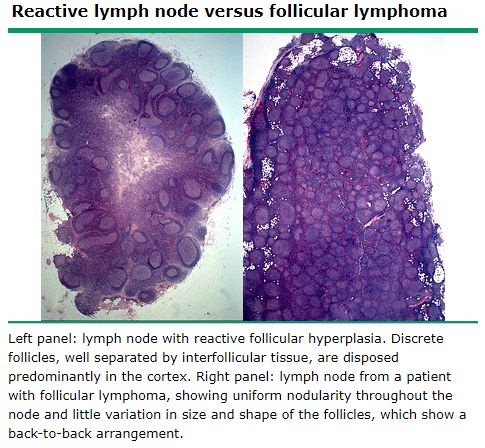 Reactive lymph node versus follicular lymphoma
Left panel: lymph node with reactive follicular hyperplasia. Discrete
follicles, well separated by interfollicular tissue, are disposed
predominantly in the cortex. Right panel: lymph node from a patient
with follicular lymphoma, showing uniform nodularity throughout the
node and little variation in size and shape of the follicles, which show a
back-to-back arrangement.